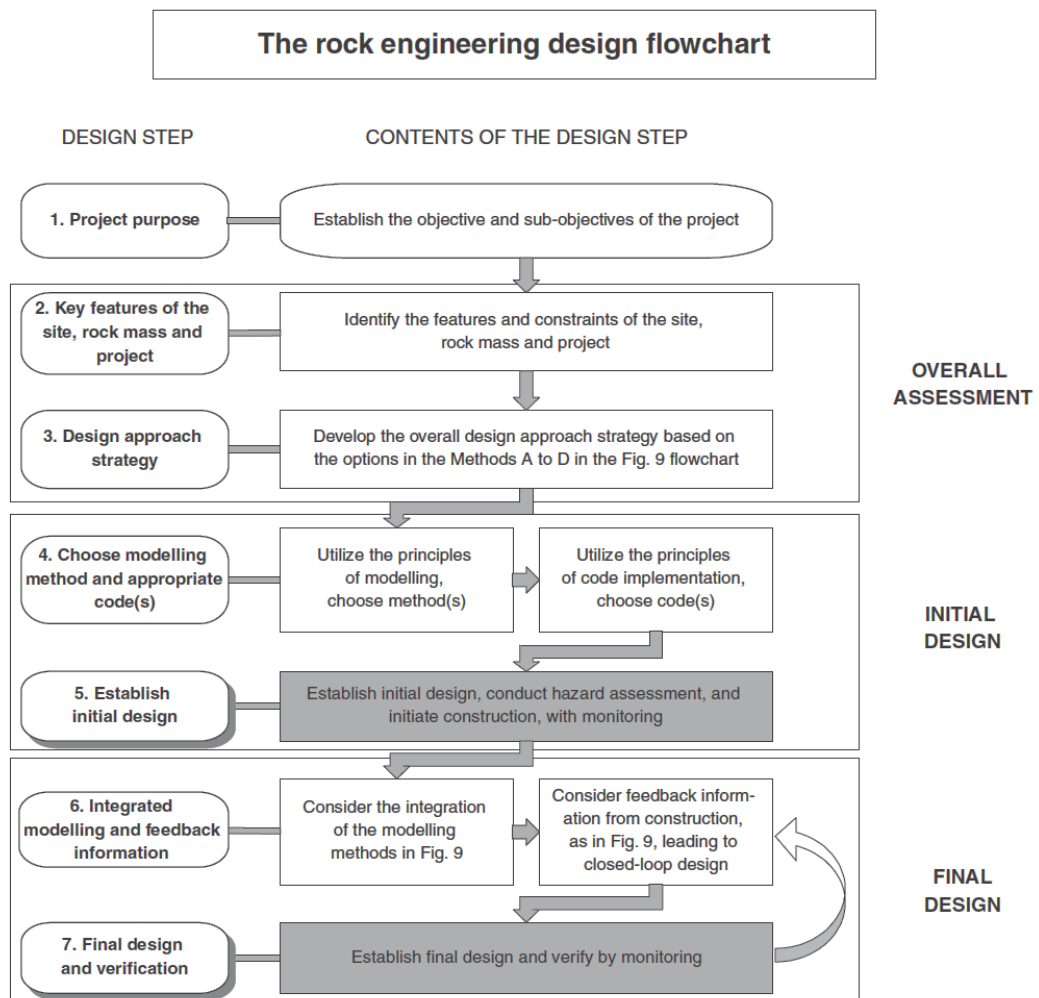 The rock engineering design flowchart
DESIGN STEP
CONTENTS OF THE DESIGN STEP
1. Project purpose
Establish the objective and sub-objectives of the project
2. Key features of the
site, rock mass and
project
Identify the features and constraints of the site,
rock mass and project
3. Design approach
strategy
Develop the overall design approach strategy based on
the options in the Methods A to D in the Fig. 9 flowchart
OVERALL
ASSESSMENT
4. Choose modelling
method and appropriate
code(s)
Utilize the principles
of modelling,
choose method(s)
Utilize the principles
of code implementation,
choose code(s)
5. Establish
initial design
Establish initial design, conduct hazard assessment, and
initiate construction, with monitoring
INITIAL
DESIGN
6. Integrated
modelling and feedback
information
Consider the integration
of the modelling
methods in Fig. 9
Consider feedback inform-
ation from construction,
as in Fig. 9, leading to
closed-loop design
7. Final design
and verification
Establish final design and verify by monitoring
FINAL
DESIGN